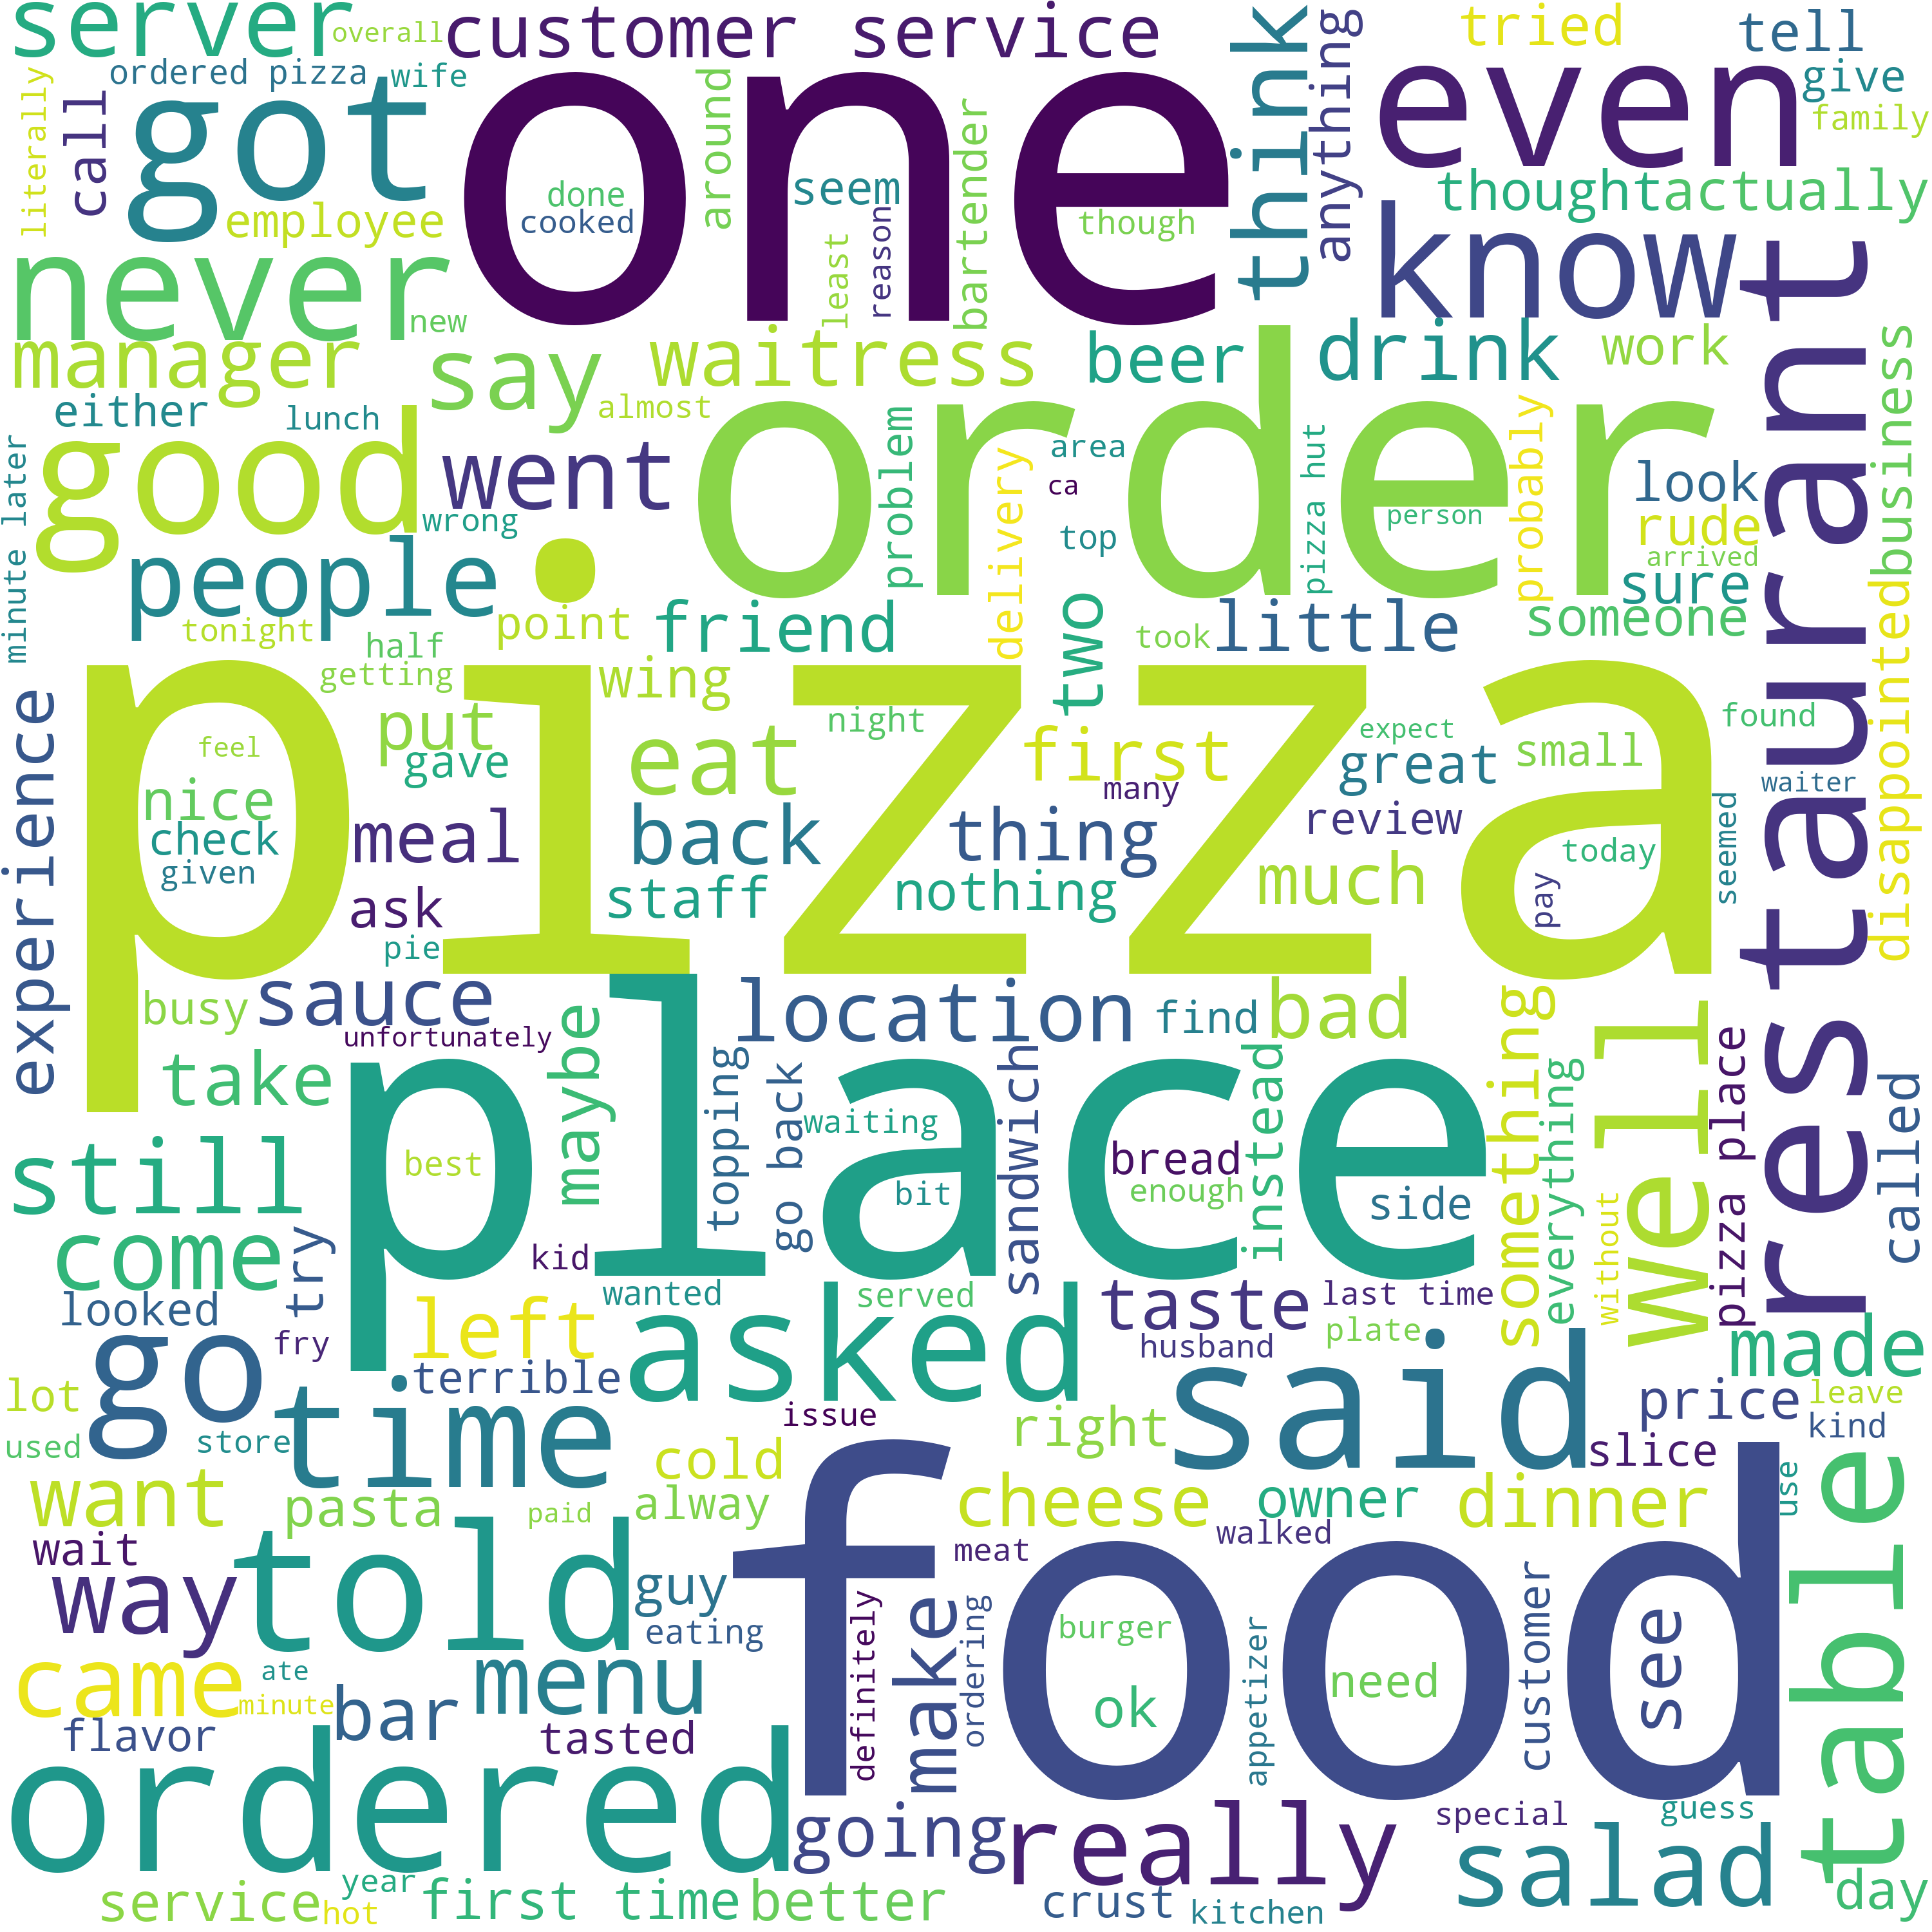 server
overall
customer service
one
think
anything
even
tried
tell
ordered pizza
wife
give
family
literally
call
got
employee
done
cooked
around
seem
reason
least
bartender
though
thought
actually
know
restaurant
never
new
manager
say
waitress
almost
beer
drink
work
business
either
lunch
good
went
wrong
order
problem
delivery
area
ca
top
pizza hut
person
probably
look
rude
arrived
sure
someone
disappointed
minute later
people
tonight
point
half
getting
friend
two
took
little
experience
pizza
wing
feel
put
gave
eat
night
first
expect
great
many
small
found
waiter
nice
check
given
meal
back
thing
review
today
seemed
ask
staff
nothing
much
pay
pie
busy
sauce
unfortunately
location
find
bad
take
maybe
place
topping
go back
sandwich
instead
something
everything
well
without
pizza place
called
waiting
still
best
bit
bread
enough
side
come
try
kid
looked
wanted
served
taste
last time
go
fry
left
asked
husband
plate
made
terrible
said
price
leave
kind
lot
used
store
time
issue
right
slice
want
pasta
paid
cold
alway
food
cheese
owner
dinner
use
table
wait
way
told
guy
eating
meat
walked
make
definitely
ordering
burger
need
ok
appetizer
customer
see
came
ate
minute
bar
menu
flavor
tasted
ordered
going
really
special
guess
salad
day
service
hot
year
first time
better
crust
kitchen